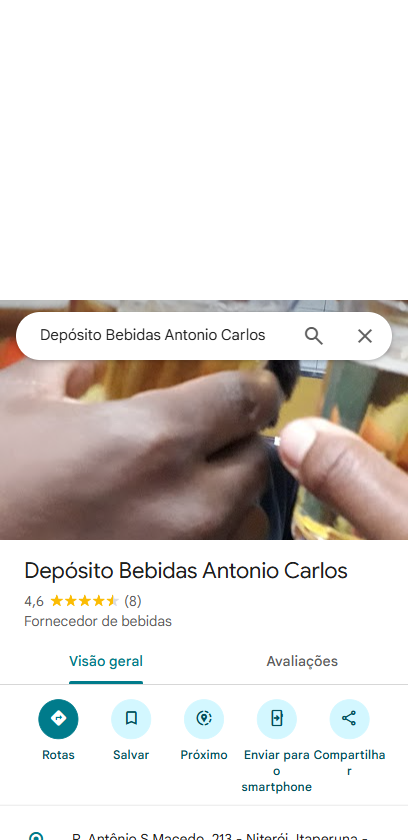 Depósito Bebidas Antonio Carlos
Depósito Bebidas Antonio Carlos
4,6 (8)
Fornecedor de bebidas
Visão geral Avaliações
Rotas
Salvar
Próximo
Enviar para o smartphone
Compartilhar
R. Antônio S Macedo, 213 - Niterói, Itaperuna -